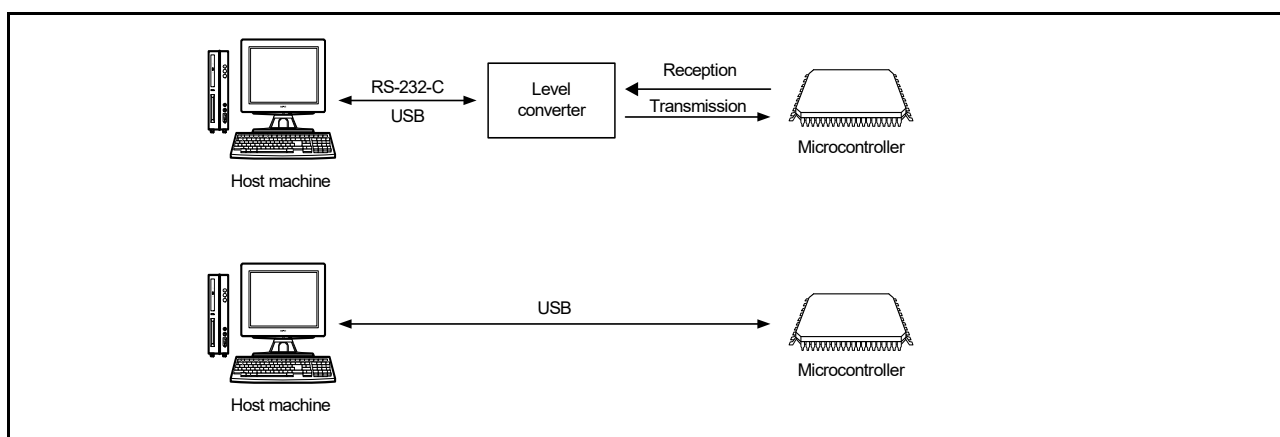 RS-232-C
USB
Level
converter
Reception
Transmission
Microcontroller
Host machine
USB
Microcontroller
Host machine